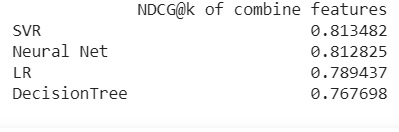 NDCG@k of combine features
SVR 0.813482
Neural Net 0.812825
LR 0.789437
DecisionTree 0.767698